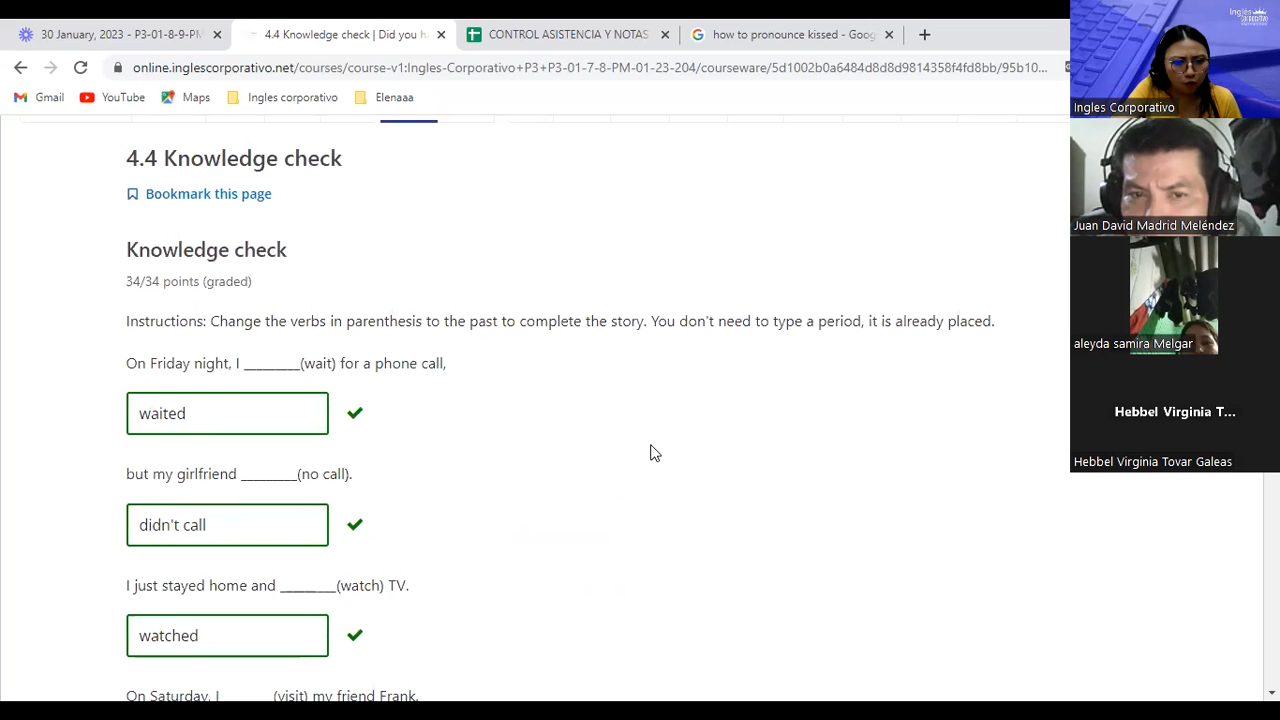 30 January, 2023 - P3-01-8-9-PM
4.4 Knowledge check | Did you h
CONTROL ASISTENCIA Y NOTAS
how to pronounce kissed - Goog
online.inglescorporativo.net/courses/course-v1:Ingles-Corporativo+P3+P3-01-7-8-PM-01-23-204/courseware/5d1002b0a6484d8d8d9814358f4fd8bb/95b10...
Gmail
YouTube
Maps
Ingles corporativo
Elenaaa
4.4 Knowledge check
Bookmark this page
Knowledge check
34/34 points (graded)
Instructions: Change the verbs in parenthesis to the past to complete the story. You don't need to type a period, it is already placed.
On Friday night, I _________(wait) for a phone call,
waited
but my girlfriend _________(no call).
didn't call
I just stayed home and _________(watch) TV.
watched
On Saturday, I _________(visit) my friend Frank.
Ingles
Ingles Corporativo
Juan David Madrid Meléndez
aleyda samira Melgar
Hebbel Virginia T...
Hebbel Virginia Tovar Galeas